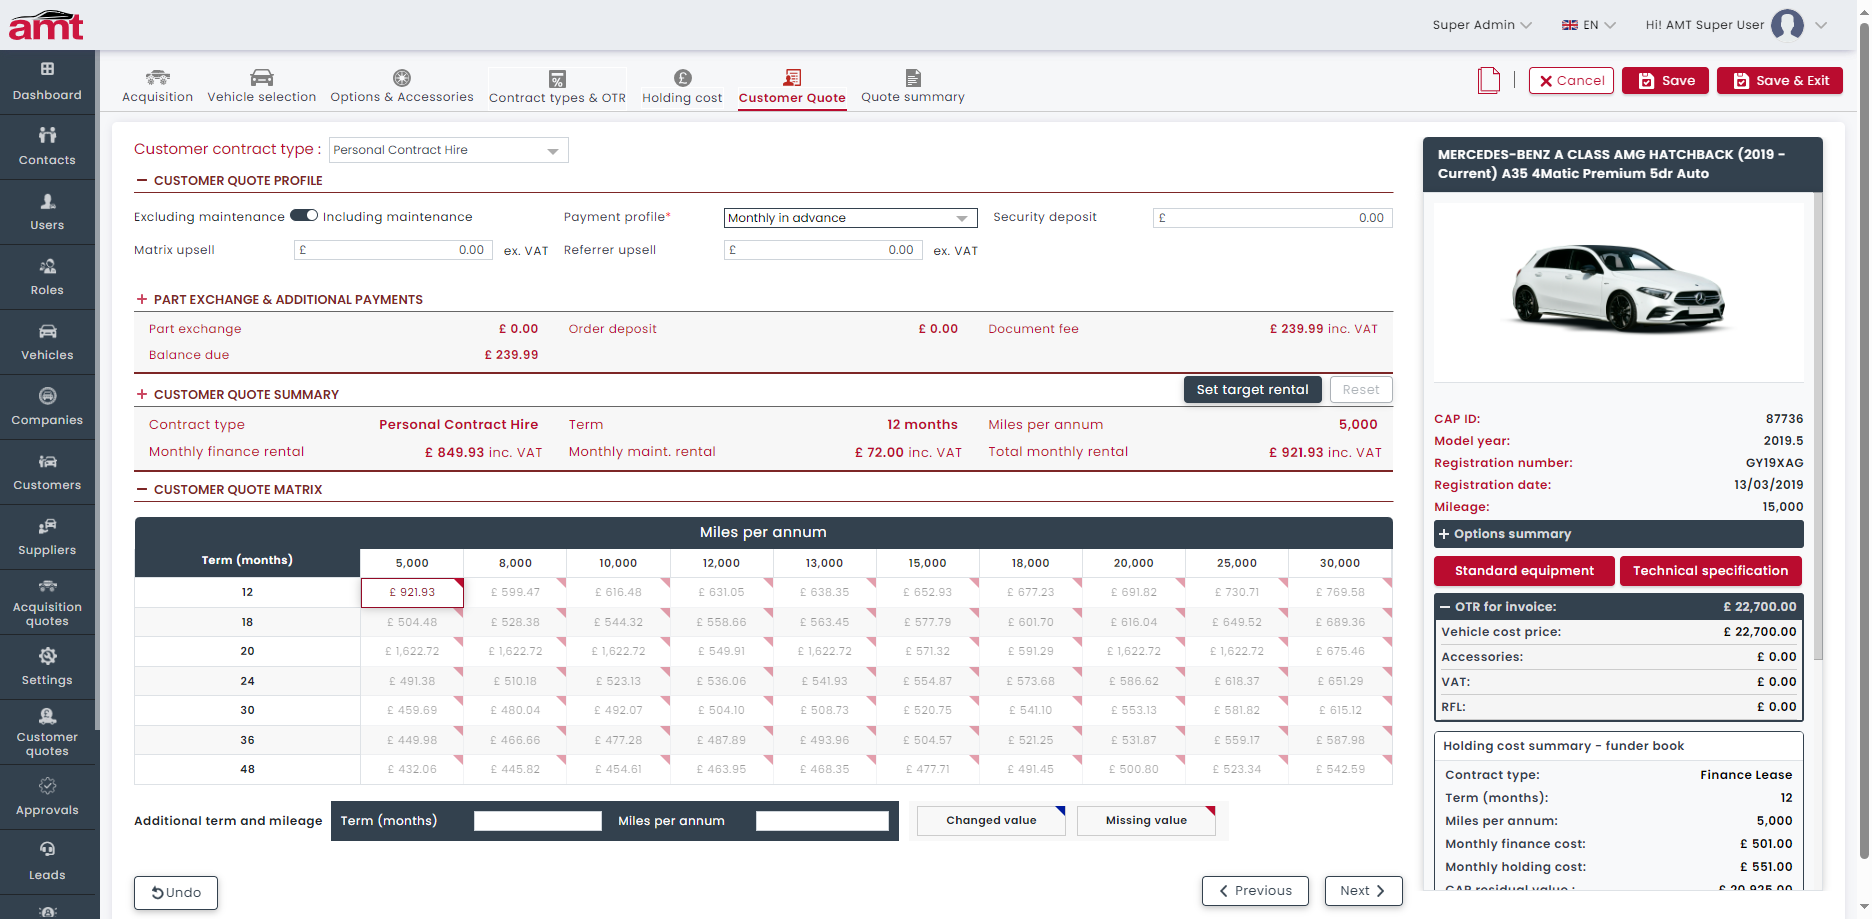 amt
Super Admin
EN
Hi! AMT Super User
Dashboard
Contacts
Users
Roles
Vehicles
Companies
Customers
Suppliers
Acquisition
quotes
Settings
Customer
quotes
Approvals
Leads
Acquisition
Vehicle selection
Options & Accessories
Contract types & OTR
Holding cost
Customer Quote
Quote summary
Cancel
Save
Save & Exit
Customer contract type : Personal Contract Hire
CUSTOMER QUOTE PROFILE
Excluding maintenance Including maintenance Payment profile* Monthly in advance Security deposit £ 0.00
Matrix upsell £ 0.00 ex. VAT Referrer upsell £ 0.00 ex. VAT
PART EXCHANGE & ADDITIONAL PAYMENTS
Part exchange £ 0.00 Order deposit £ 0.00 Document fee £ 239.99 inc. VAT
Balance due £ 239.99
CUSTOMER QUOTE SUMMARY Set target rental Reset
Contract type Personal Contract Hire Term 12 months Miles per annum 5,000
Monthly finance rental £ 849.93 inc. VAT Monthly maint. rental £ 72.00 inc. VAT Total monthly rental £ 921.93 inc. VAT
CUSTOMER QUOTE MATRIX
Miles per annum
Term (months) 5,000 8,000 10,000 12,000 13,000 15,000 18,000 20,000 25,000 30,000
12 £ 921.93 £ 599.47 £ 616.48 £ 631.05 £ 638.35 £ 652.93 £ 677.23 £ 691.82 £ 730.71 £ 769.58
18 £ 504.48 £ 528.38 £ 544.32 £ 558.66 £ 563.45 £ 577.79 £ 601.70 £ 616.04 £ 649.52 £ 689.36
20 £ 1,622.72 £ 1,622.72 £ 1,622.72 £ 549.91 £ 1,622.72 £ 571.32 £ 591.29 £ 1,622.72 £ 1,622.72 £ 675.46
24 £ 491.38 £ 510.18 £ 523.13 £ 536.06 £ 541.93 £ 554.87 £ 573.68 £ 586.62 £ 618.37 £ 651.29
30 £ 459.69 £ 480.04 £ 492.07 £ 504.10 £ 508.73 £ 520.75 £ 541.10 £ 553.13 £ 581.82 £ 615.12
36 £ 449.98 £ 466.66 £ 477.28 £ 487.89 £ 493.96 £ 504.57 £ 521.25 £ 531.87 £ 559.17 £ 587.98
48 £ 432.06 £ 445.82 £ 454.61 £ 463.95 £ 468.35 £ 477.71 £ 491.45 £ 500.80 £ 523.34 £ 542.59
Additional term and mileage Term (months) Miles per annum Changed value Missing value
Undo
Previous
Next
MERCEDES-BENZ A CLASS AMG HATCHBACK (2019 -
Current) A35 4Matic Premium 5dr Auto
CAP ID: 87736
Model year: 2019.5
Registration number: GY19XAG
Registration date: 13/03/2019
Mileage: 15,000
Options summary
Standard equipment
Technical specification
OTR for invoice: £ 22,700.00
Vehicle cost price: £ 22,700.00
Accessories: £ 0.00
VAT: £ 0.00
RFL: £ 0.00
Holding cost summary - funder book
Contract type: Finance Lease
Term (months): 12
Miles per annum: 5,000
Monthly finance cost: £ 501.00
Monthly holding cost: £ 551.00
CAP residual value : £ 20,925.00